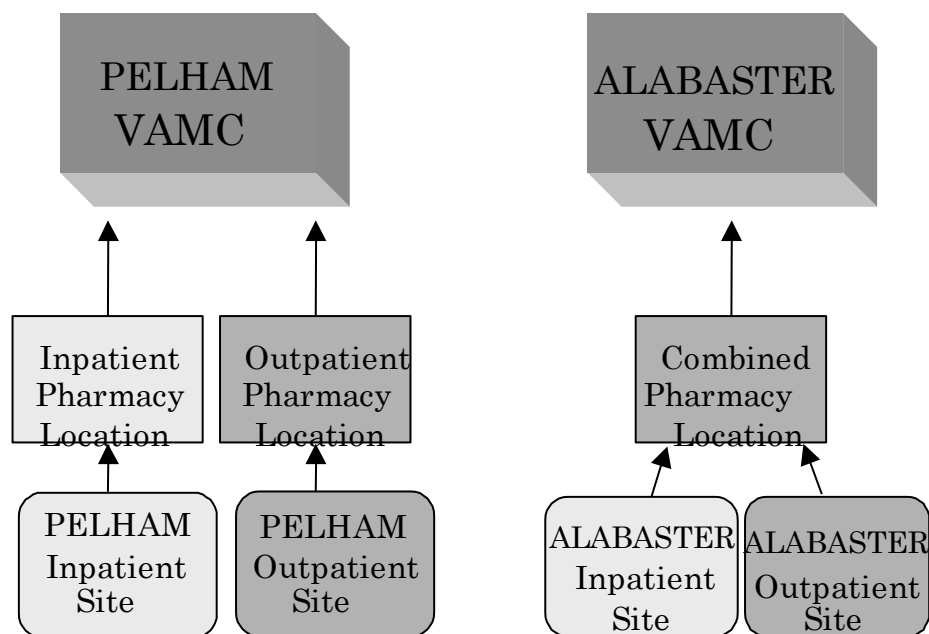 PELHAM
VAMC
ALABASTER
VAMC
Inpatient
Pharmacy
Location
Outpatient
Pharmacy
Location
Combined
Pharmacy
Location
PELHAM
Inpatient
Site
PELHAM
Outpatient
Site
ALABASTER
Inpatient
Site
ALABASTER
Outpatient
Site